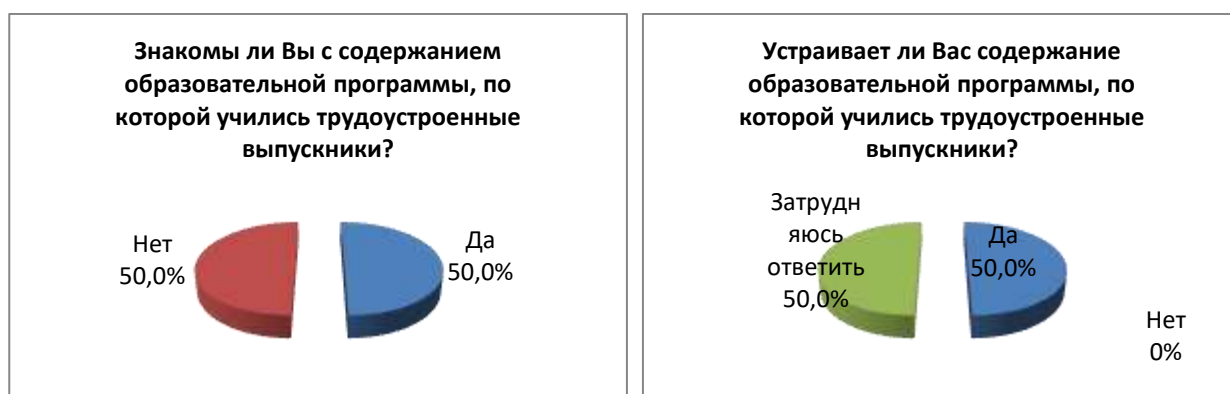 Знакомы ли Вы с содержанием
образовательной программы, по
которой учились трудоустроенные
выпускники?
Нет
50,0%
Да
50,0%
Устраивает ли Вас содержание
образовательной программы, по
которой учились трудоустроенные
выпускники?
Затрудн
яюсь
ответить
50,0%
Да
50,0%
Нет
0%